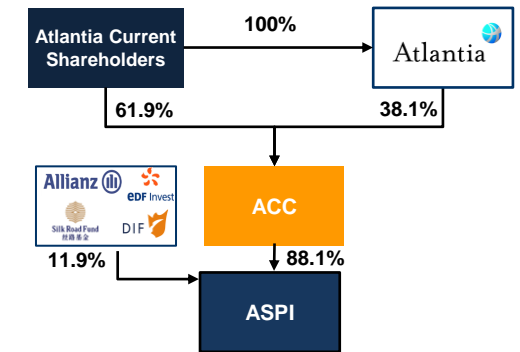 Atlantia Current
Shareholders
100%
Atlantia
61.9%
38.1%
Allianz
eDF Invest
Silk Road Fund
丝路基金
DIF
ACC
11.9%
88.1%
ASPI